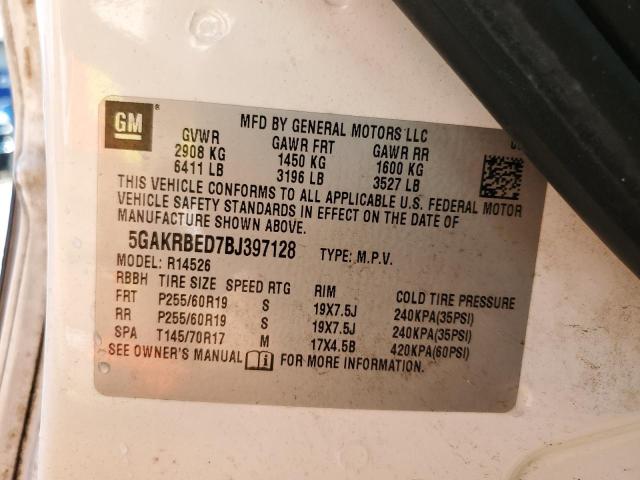 GM
®
MFD BY GENERAL MOTORS LLC
GVWR GAWR FRT GAWR RR
2908 KG 1450 KG 1600 KG
6411 LB 3196 LB 3527 LB
THIS VEHICLE CONFORMS TO ALL APPLICABLE U.S. FEDERAL MOTOR
VEHICLE SAFETY STANDARDS IN EFFECT ON THE DATE OF
MANUFACTURE SHOWN ABOVE.
5GAKRBED7BJ397128 TYPE: M.P.V.
MODEL: R14526
RBBH TIRE SIZE SPEED RTG RIM COLD TIRE PRESSURE
FRT P255/60R19 S 19X7.5J 240KPA(35PSI)
RR P255/60R19 S 19X7.5J 240KPA(35PSI)
SPA T145/70R17 M 17X4.5B 420KPA(60PSI)
SEE OWNER'S MANUAL FOR MORE INFORMATION.